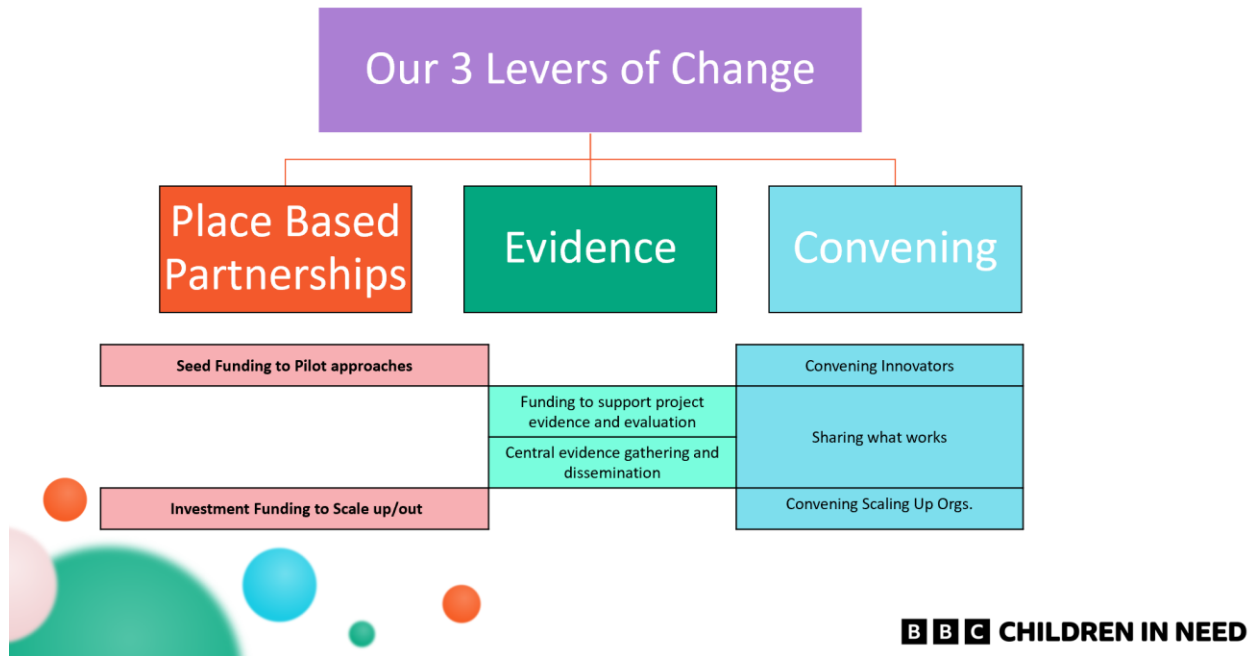 Our 3 Levers of Change
Place Based
Partnerships
Evidence
Convening
Seed Funding to Pilot approaches
Convening Innovators
Funding to support project
evidence and evaluation
Sharing what works
Central evidence gathering and
dissemination
Investment Funding to Scale up/out
Convening Scaling Up Orgs.
BBC CHILDREN IN NEED